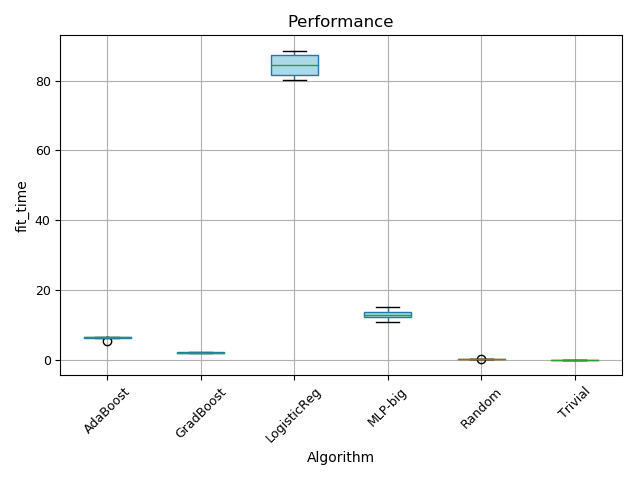 Performance
fit_time
80
60
40
20
0
AdaBoost
GradBoost
LogisticReg
MLP-big
Random
Trivial
Algorithm